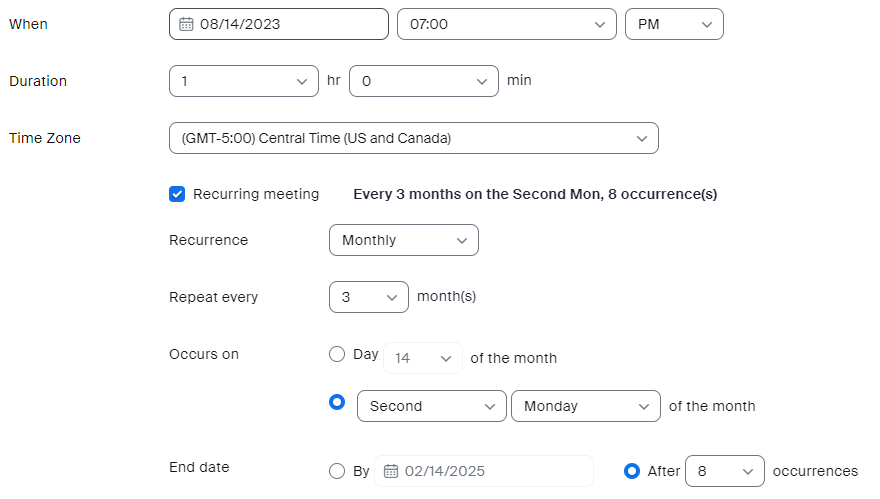 When 08/14/2023 07:00 PM
Duration 1 hr 0 min
Time Zone (GMT-5:00) Central Time (US and Canada)
Recurring meeting Every 3 months on the Second Mon, 8 occurrence(s)
Recurrence Monthly
Repeat every 3 month(s)
Occurs on Day 14 of the month
Second Monday of the month
End date By 02/14/2025 After 8 occurrences